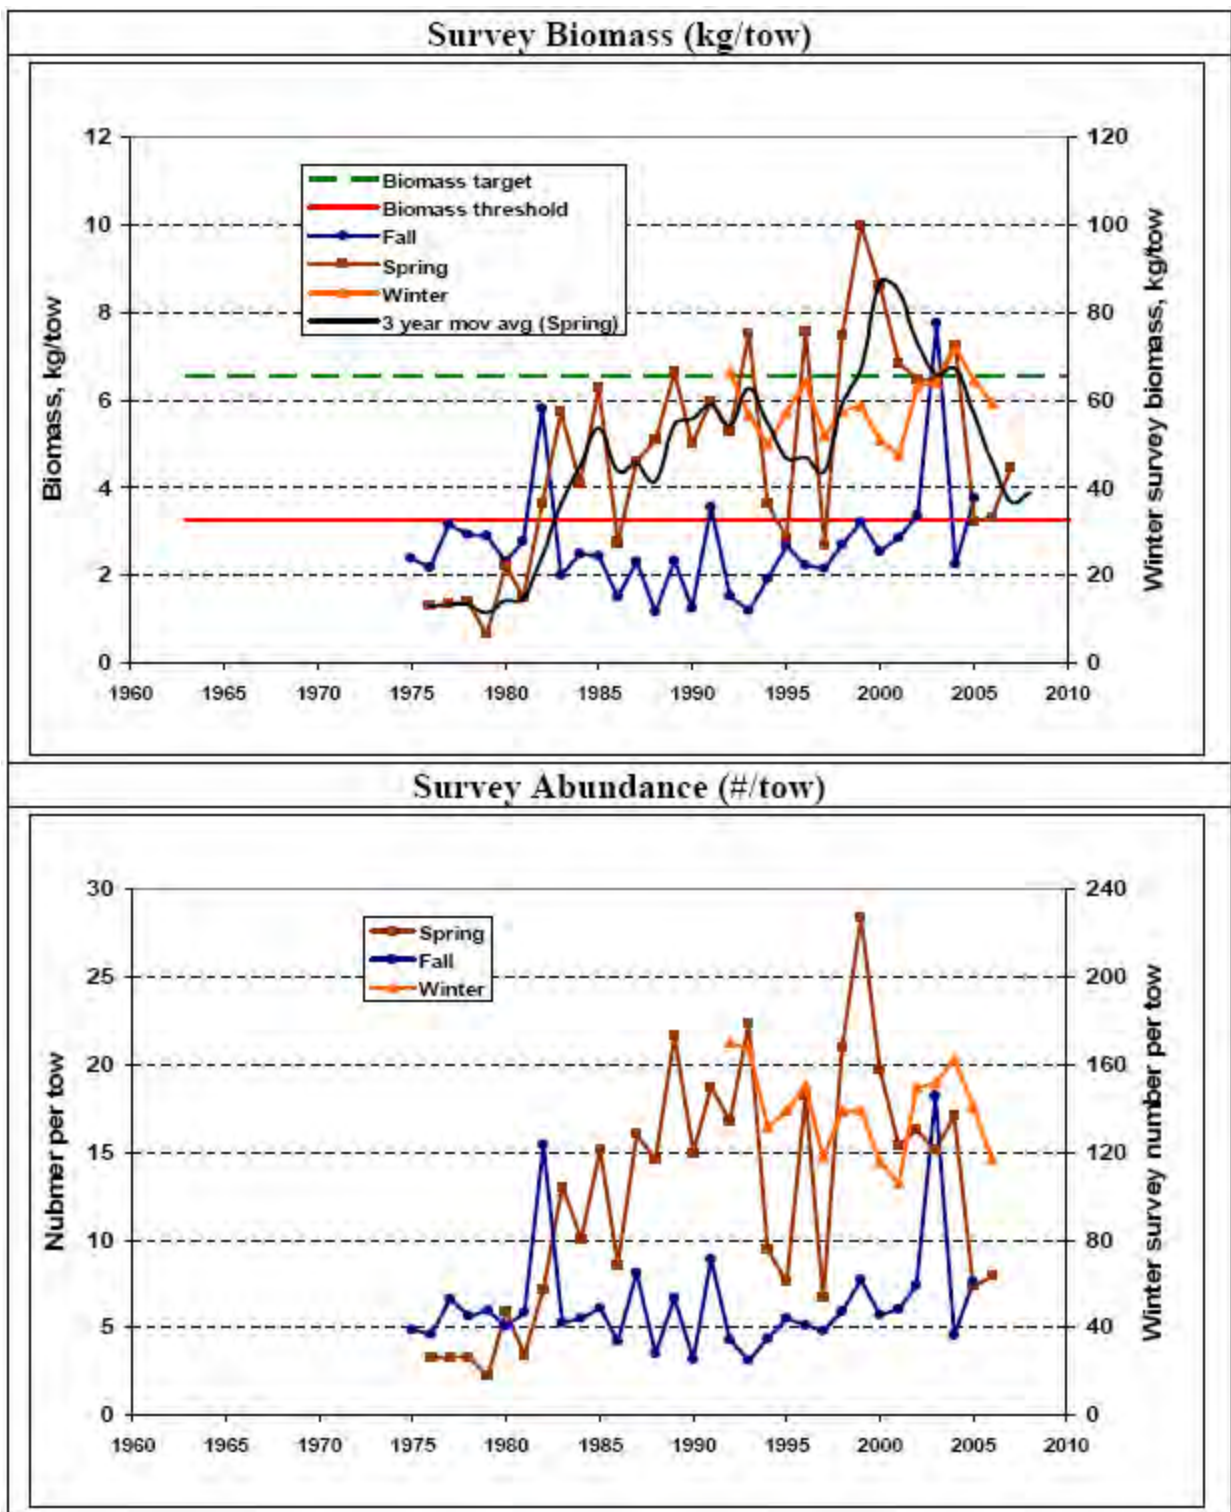 Survey Biomass (kg/tow)
12 120
Biomass target
Biomass threshold
Fall
Spring
Winter
3 year mov avg (Spring)
10 100
8 80
6 60
4 40
2 20
0 0
Biomass, kg/tow
Winter survey biomass, kg/tow
1960 1965 1970 1975 1980 1985 1990 1995 2000 2005 2010
Survey Abundance (#/tow)
30 240
Spring
Fall
Winter
25 200
20 160
15 120
10 80
5 40
0 0
Nubmer per tow
Winter survey number per tow
1960 1965 1970 1975 1980 1985 1990 1995 2000 2005 2010